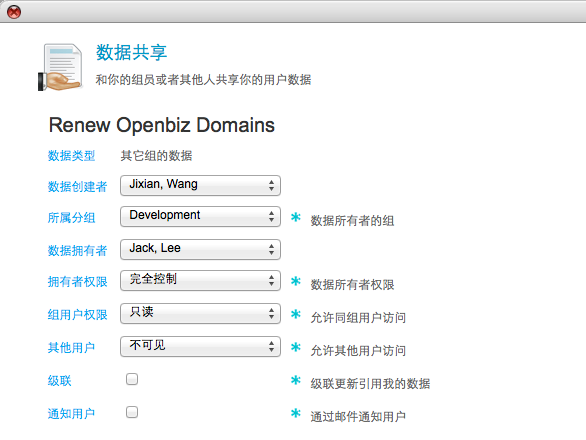 数据共享
和你的组员或者其他人共享你的用户数据
Renew Openbiz Domains
数据类型 其它组的数据
数据创建者 Jixian, Wang
所属分组 Development * 数据所有者的组
数据拥有者 Jack, Lee
拥有者权限 完全控制 * 数据所有者权限
组用户权限 只读 * 允许同组用户访问
其他用户 不可见 * 允许其他用户访问
级联 * 级联更新引用我的数据
通知用户 * 通过邮件通知用户